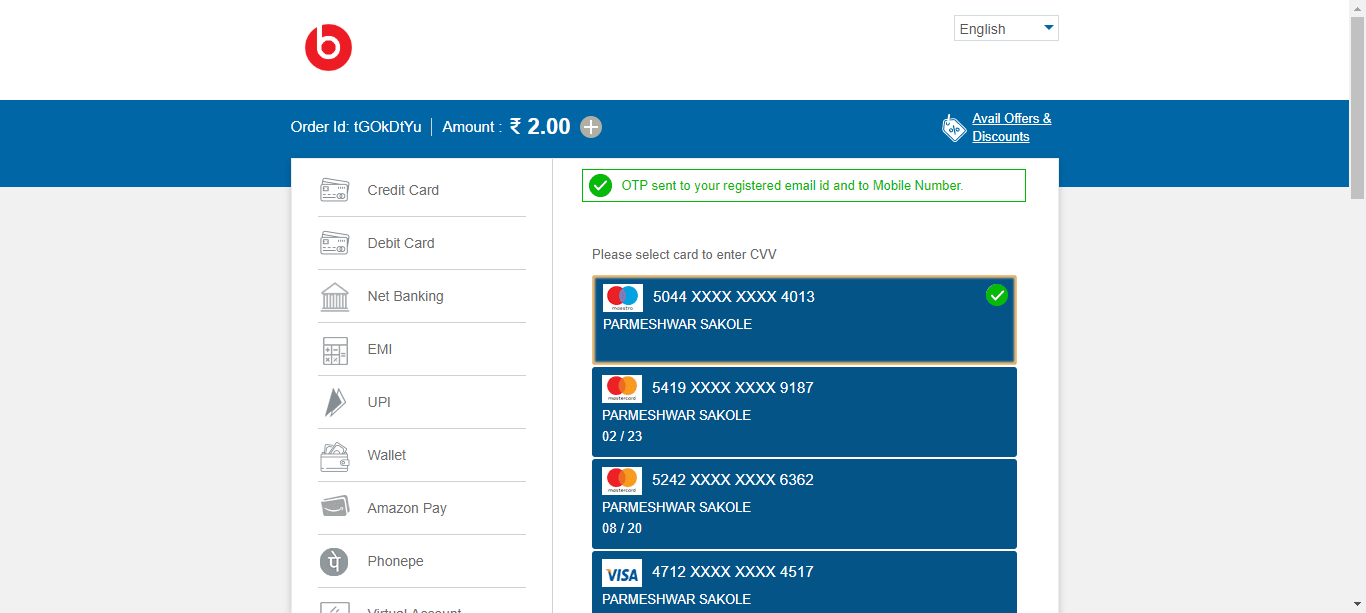 b
English
Order Id: tGOkDtYu Amount : ₹ 2.00
Avail Offers &
Discounts
Credit Card
Debit Card
Net Banking
EMI
UPI
Wallet
Amazon Pay
Phonepe
Virtual Account
OTP sent to your registered email id and to Mobile Number.
Please select card to enter CVV
maestro 5044 XXXX XXXX 4013
PARMESHWAR SAKOLE
mastercard 5419 XXXX XXXX 9187
PARMESHWAR SAKOLE
02 / 23
mastercard 5242 XXXX XXXX 6362
PARMESHWAR SAKOLE
08 / 20
VISA 4712 XXXX XXXX 4517
PARMESHWAR SAKOLE